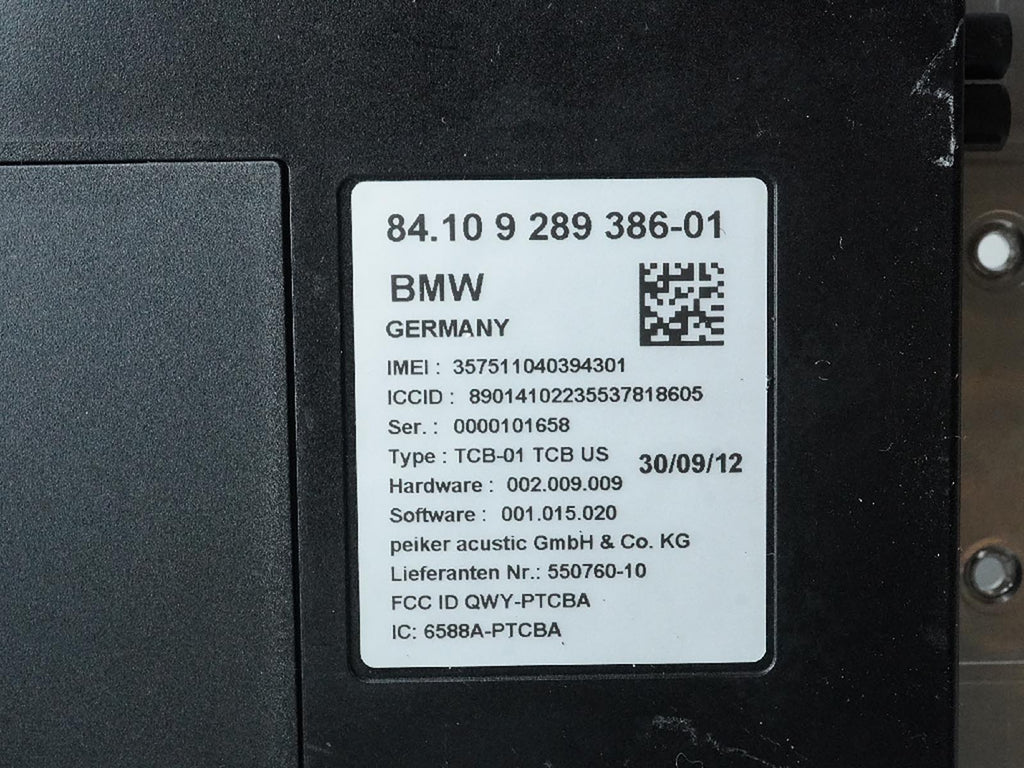 84.10 9 289 386-01
BMW
GERMANY
IMEI : 357511040394301
ICCID : 89014102235537818605
Ser. : 0000101658
Type : TCB-01 TCB US
30/09/12
Hardware : 002.009.009
Software : 001.015.020
peiker acustic GmbH & Co. KG
Lieferanten Nr.: 550760-10
FCC ID QWY-PTCBA
IC: 6588A-PTCBA